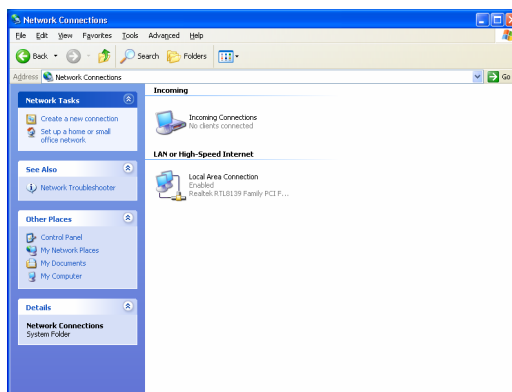 Network Connections
File Edit View Favorites Tools Advanced Help
Back Search Folders
Address Network Connections Go
Network Tasks
Create a new connection
Set up a home or small
office network
See Also
Network Troubleshooter
Other Places
Control Panel
My Network Places
My Documents
My Computer
Details
Network Connections
System Folder
Incoming
Incoming Connections
No clients connected
LAN or High-Speed Internet
Local Area Connection
Enabled
Realtek RTL8139 Family PCI F...